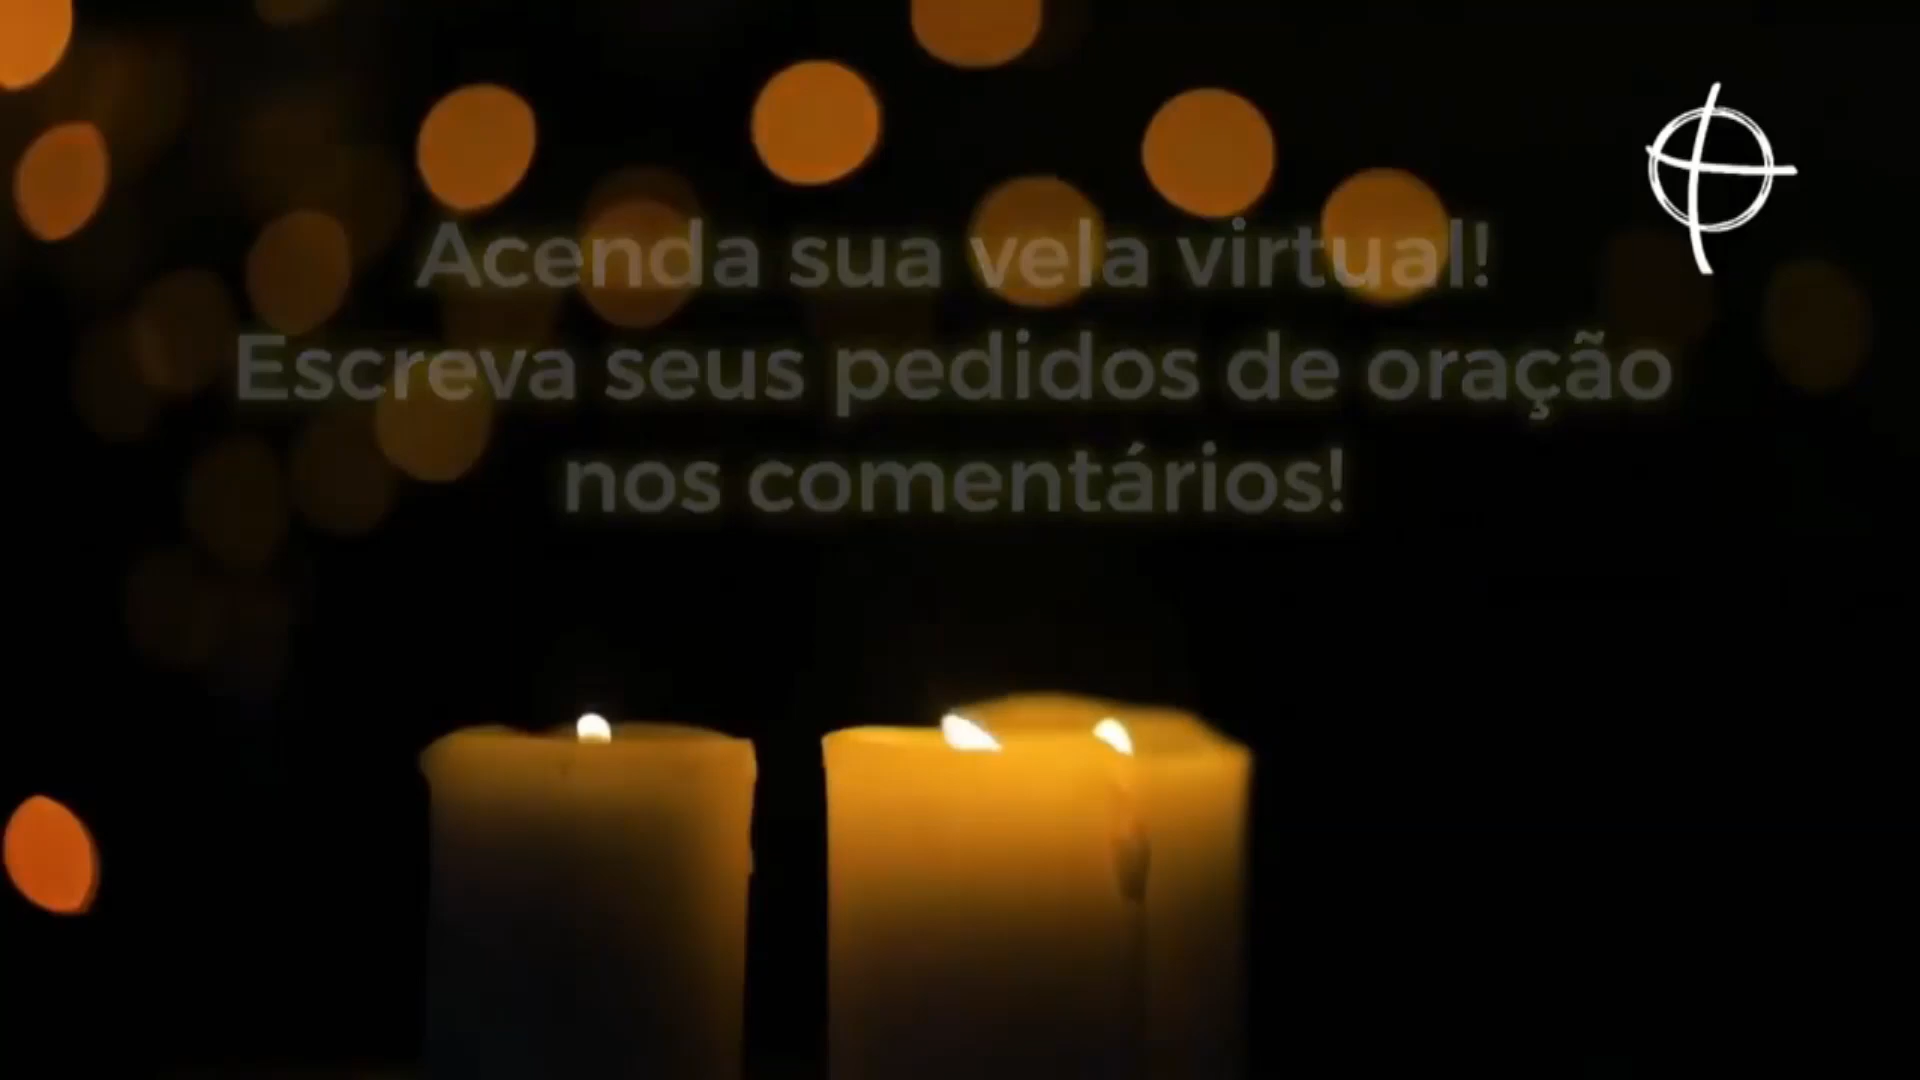 Acenda sua vela virtual!
Escreva seus pedidos de oração
nos comentários!